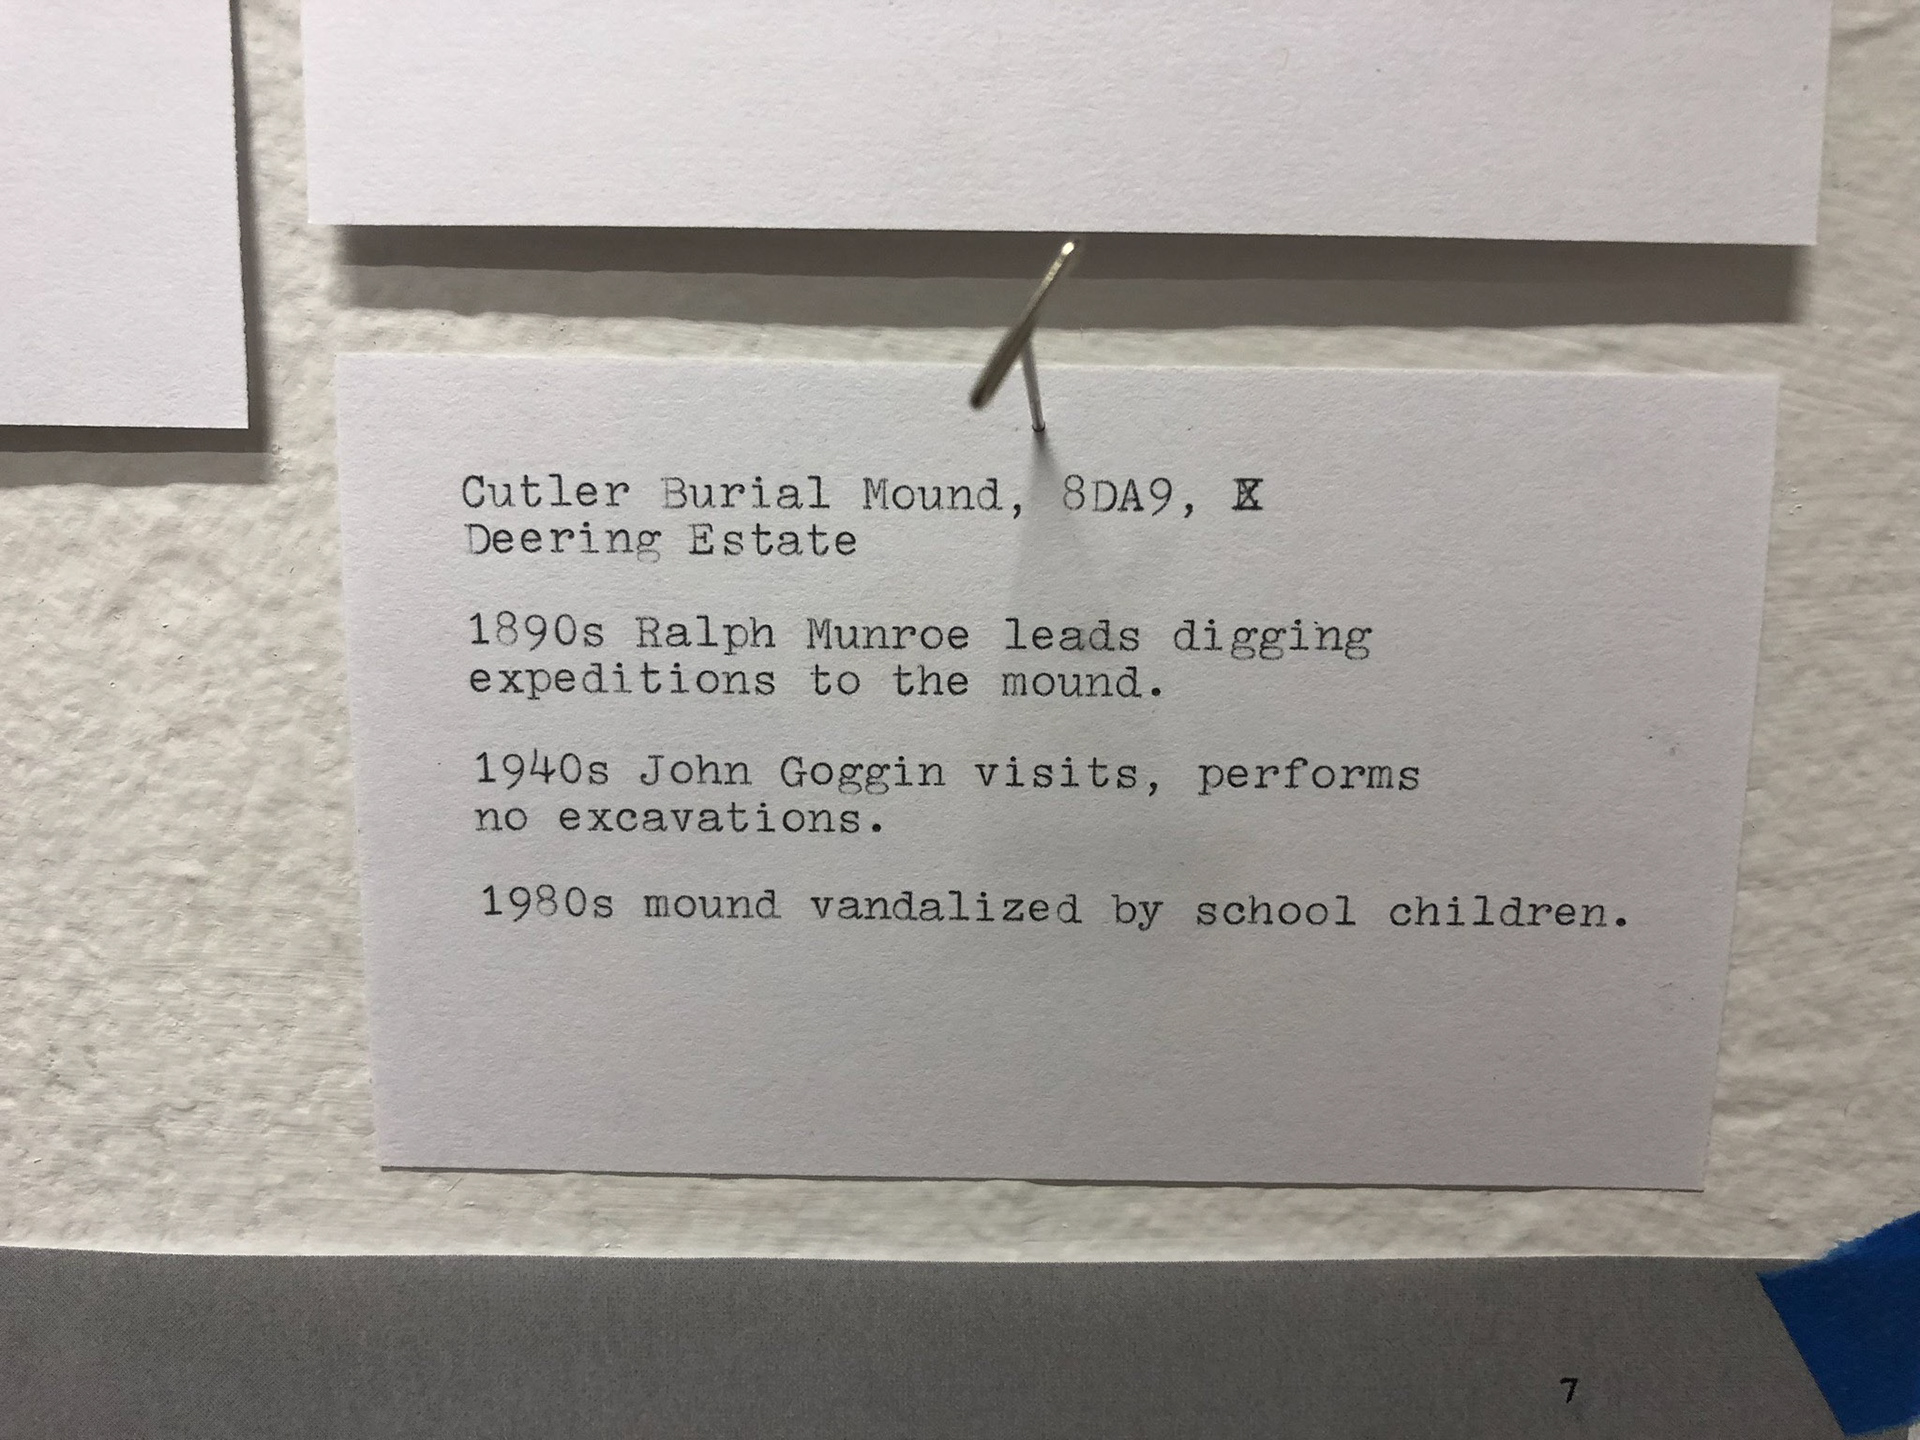 Cutler Burial Mound, 8DA9,
Deering Estate
1890s Ralph Munroe leads digging
expeditions to the mound.
1940s John Goggin visits, performs
no excavations.
1980s mound vandalized by school children.
7